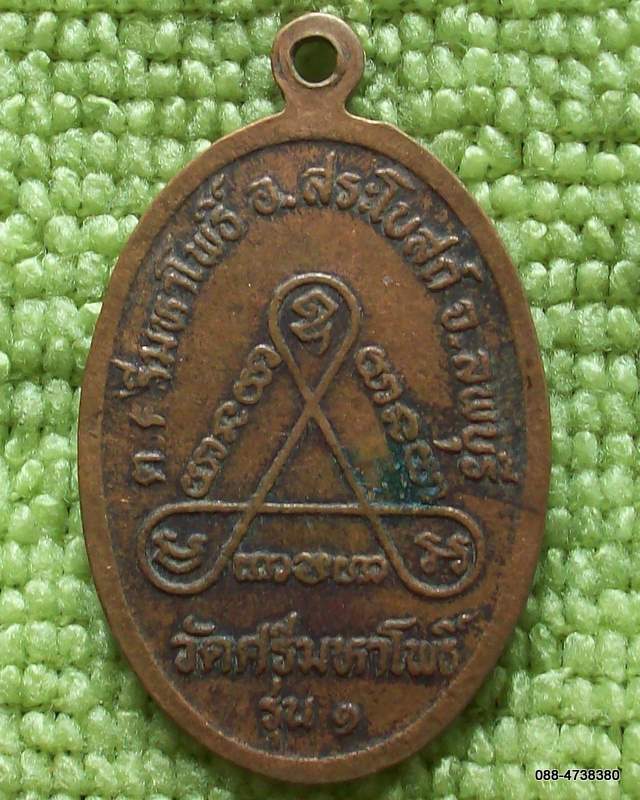 ต.ศรีมหาโพธิ์ อ.สระโบสถ์ จ.ลพบุรี
วัดศรีมหาโพธิ์
รุ่น ๑
088-4738380